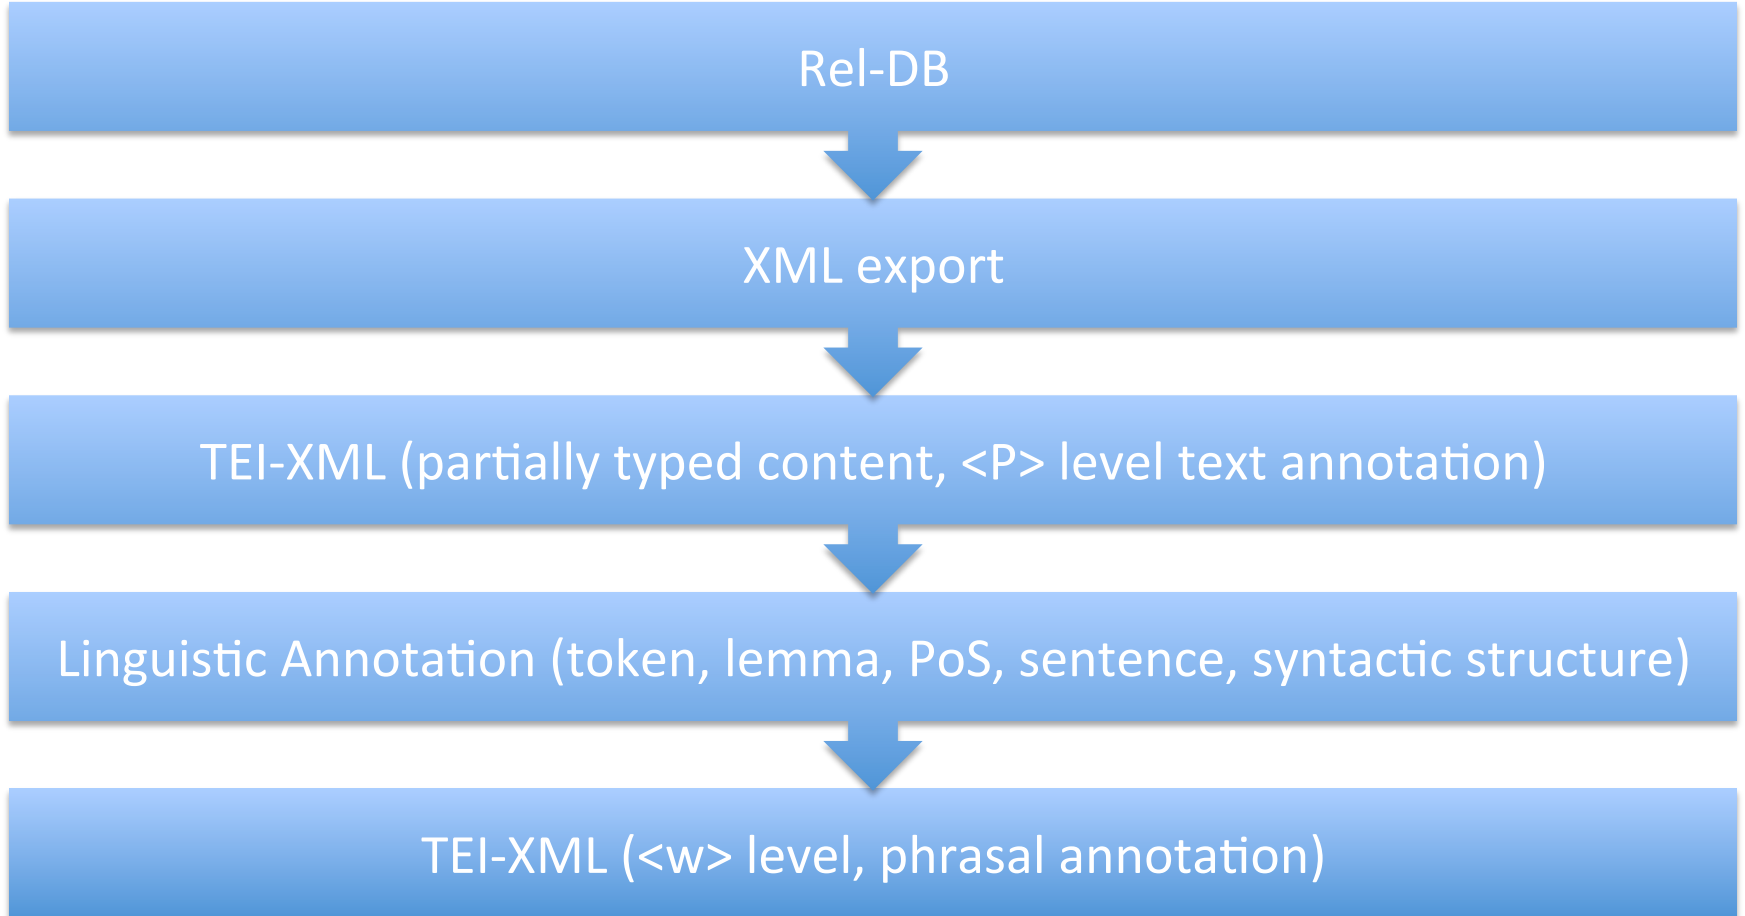 Rel-DB
XML export
TEI-XML (partially typed content, <P> level text annotation)
Linguistic Annotation (token, lemma, PoS, sentence, syntactic structure)
TEI-XML (<w> level, phrasal annotation)